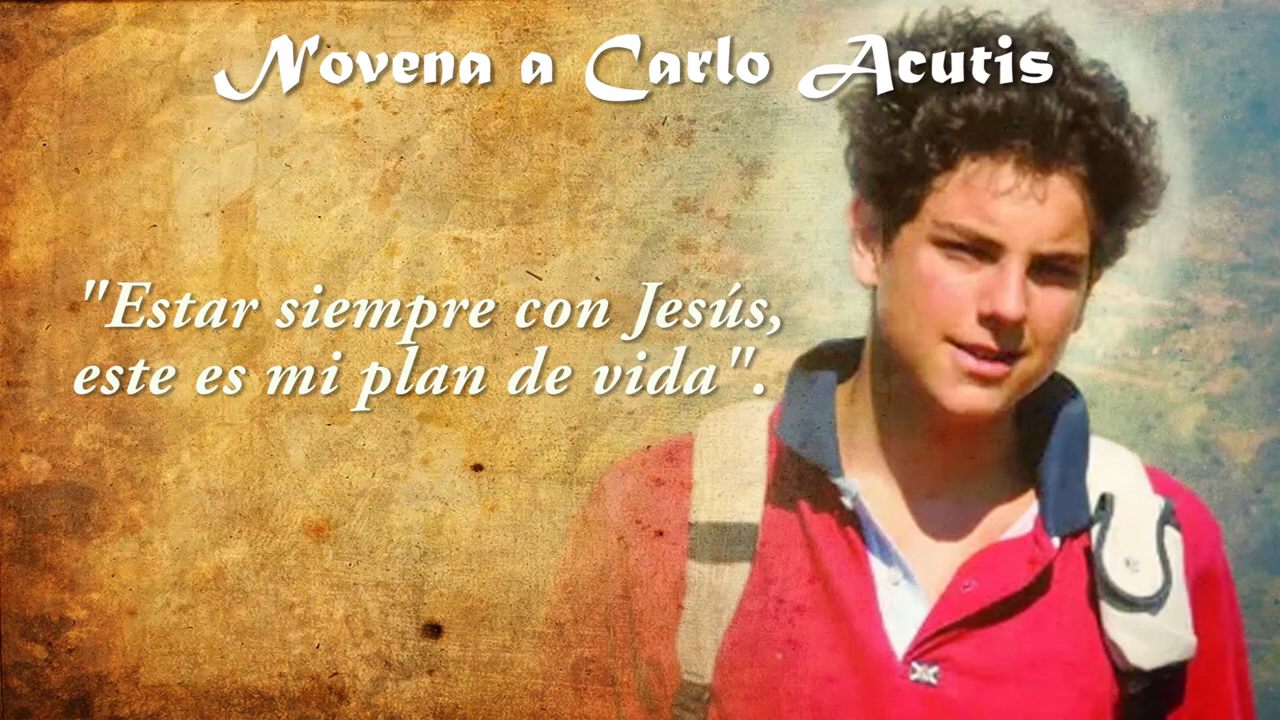 Novena a Carlo Acutis
"Estar siempre con Jesús,
este es mi plan de vida".